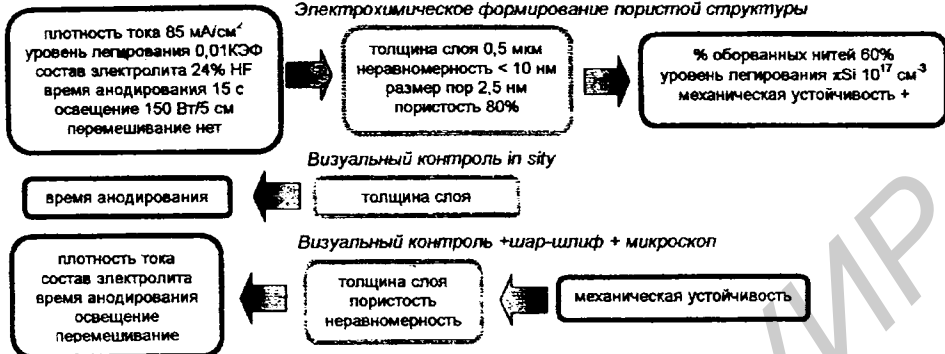 Электрохимическое формирование пористой структуры
плотность тока 85 мА/см²
уровень легирования 0,01КЭФ
состав электролита 24% HF
время анодирования 15 с
освещение 150 Вт/5 см
перемешивание нет
толщина слоя 0,5 мкм
неравномерность < 10 нм
размер пор 2,5 нм
пористость 80%
% оборванных нитей 60%
уровень легирования πSi 10¹⁷ см⁻³
механическая устойчивость +
Визуальный контроль in sity
время анодирования
толщина слоя
Визуальный контроль +шар-шлиф + микроскоп
плотность тока
состав электролита
время анодирования
освещение
перемешивание
толщина слоя
пористость
неравномерность
механическая устойчивость